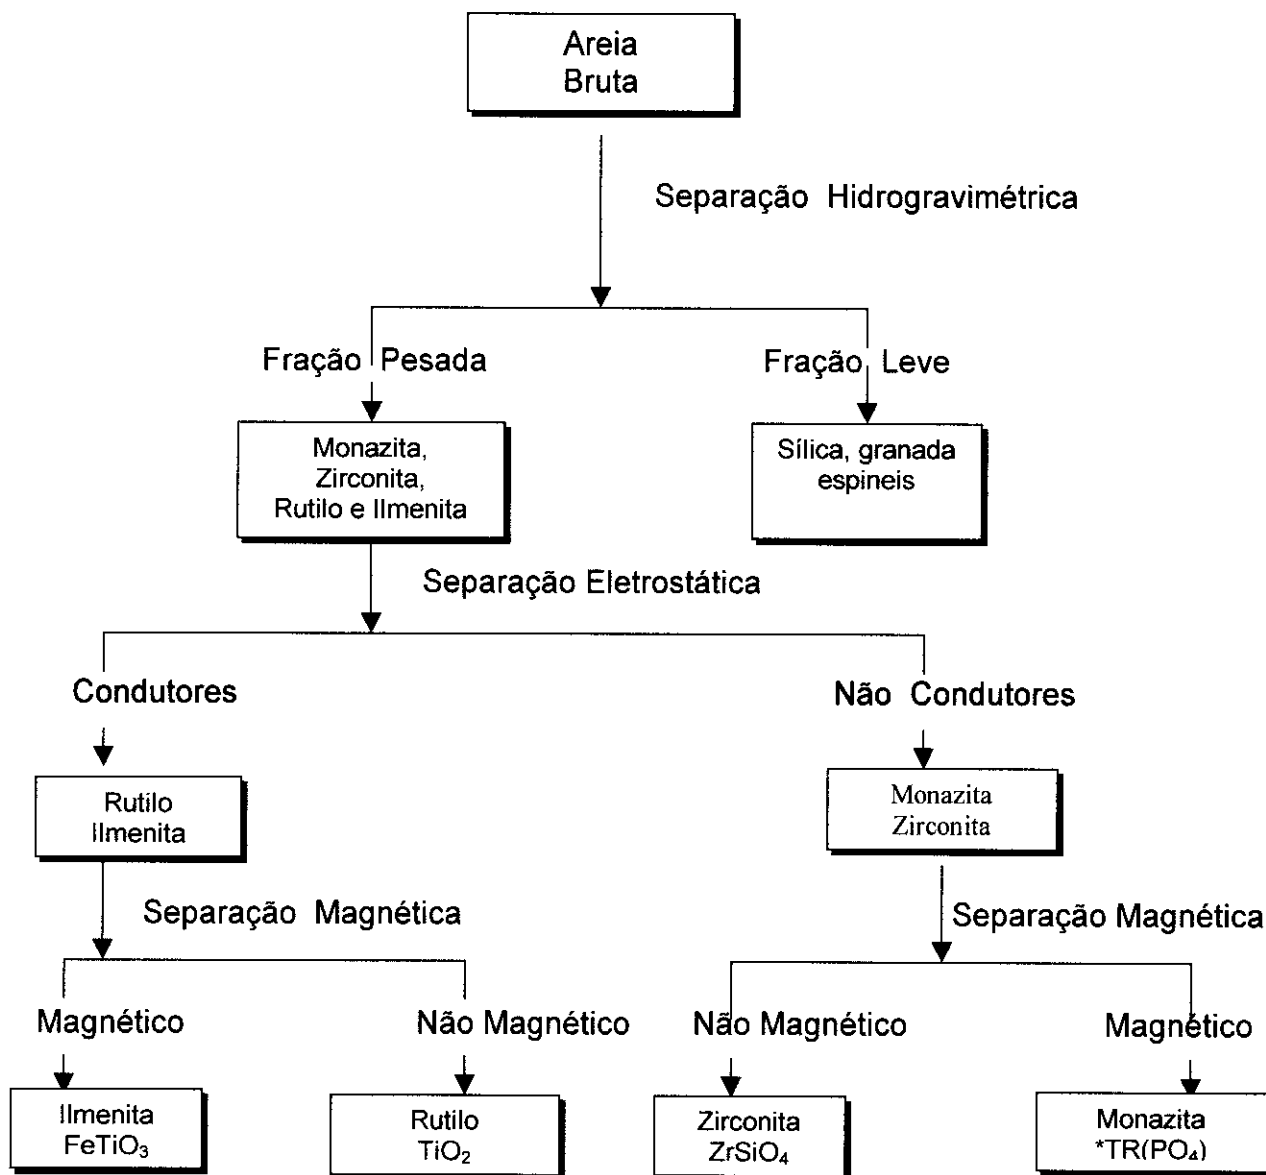 Areia
Bruta
Separação Hidrogravimétrica
Fração Pesada
Fração Leve
Monazita,
Zirconita,
Rutilo e Ilmenita
Sílica, granada
espineis
Separação Eletrostática
Condutores
Não Condutores
Rutilo
Ilmenita
Monazita
Zirconita
Separação Magnética
Separação Magnética
Magnético
Não Magnético
Não Magnético
Magnético
Ilmenita
FeTiO₃
Rutilo
TiO₂
Zirconita
ZrSiO₄
Monazita
*TR(PO₄)